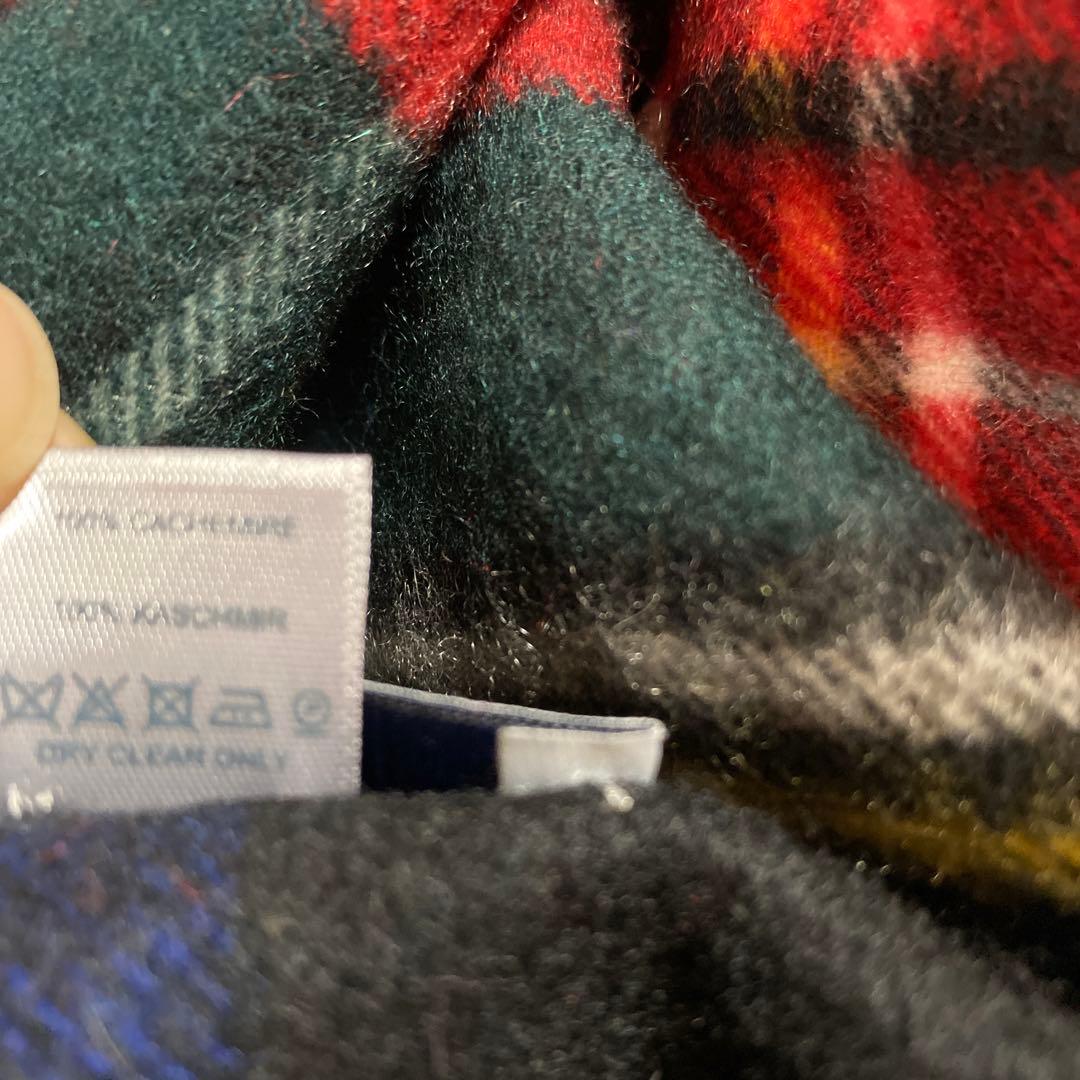 100% CACHEMIRE
100% KASCHMIR
DRY CLEAN ONLY